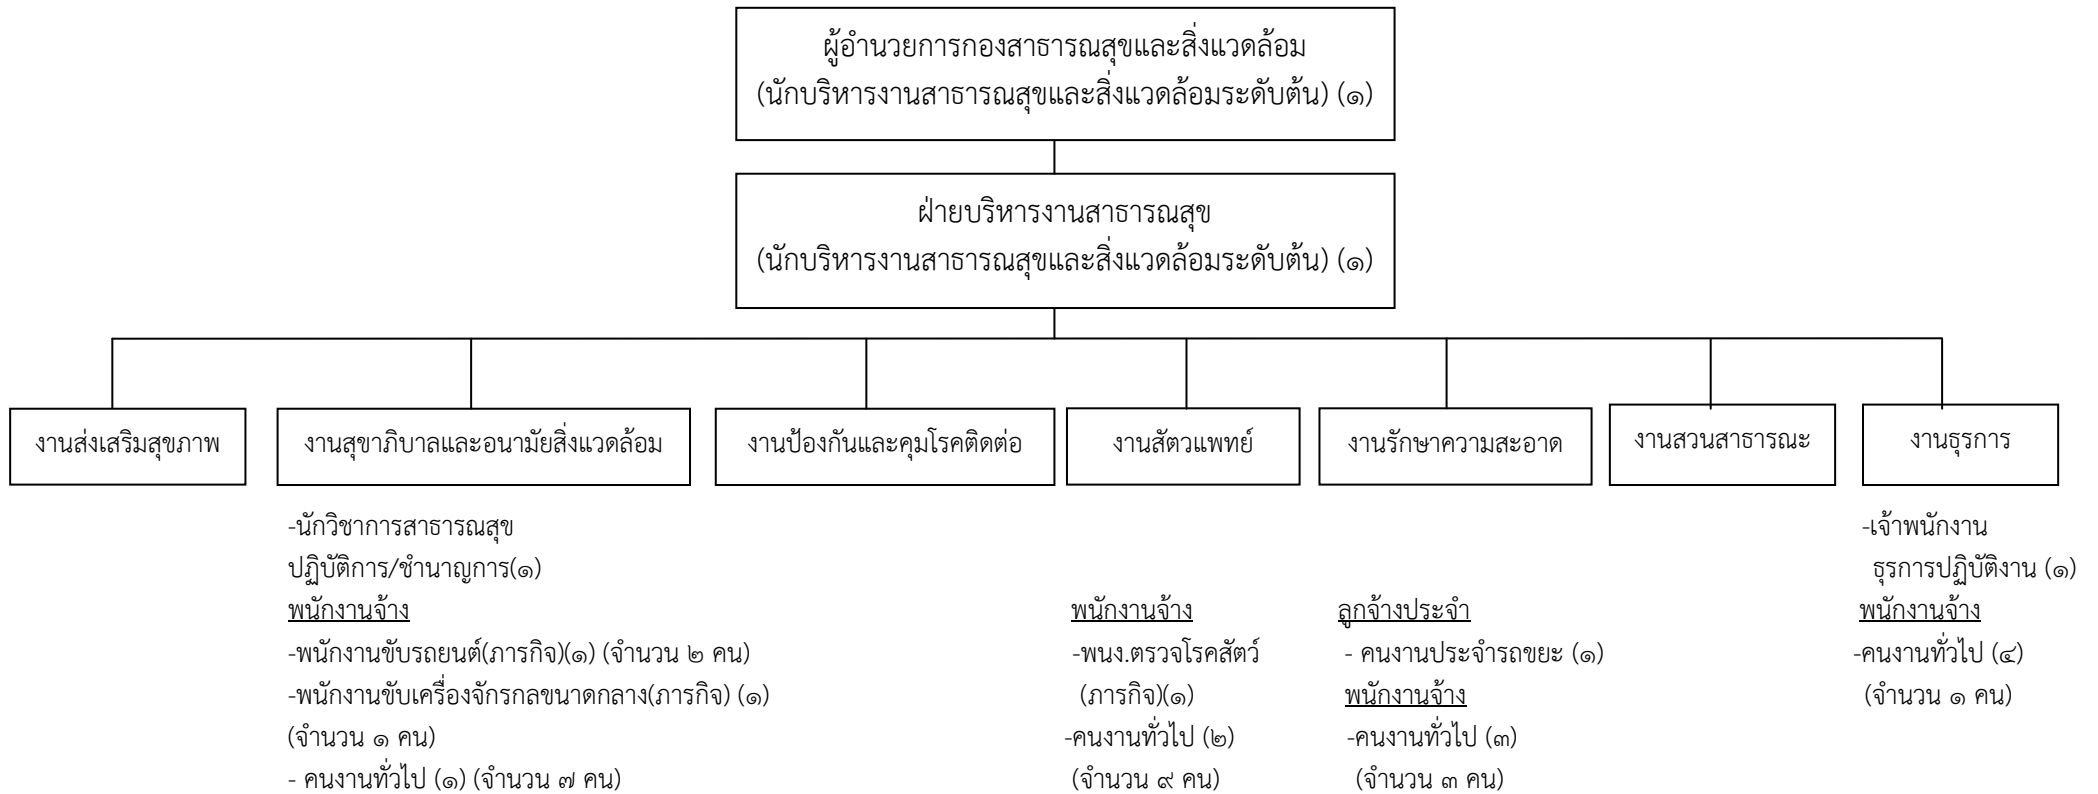 ผู้อำนวยการกองสาธารณสุขและสิ่งแวดล้อม
(นักบริหารงานสาธารณสุขและสิ่งแวดล้อมระดับต้น) (๑)
ฝ่ายบริหารงานสาธารณสุข
(นักบริหารงานสาธารณสุขและสิ่งแวดล้อมระดับต้น) (๑)
งานส่งเสริมสุขภาพ
งานสุขาภิบาลและอนามัยสิ่งแวดล้อม
-นักวิชาการสาธารณสุข
ปฏิบัติการ/ชำนาญการ(๑)
พนักงานจ้าง
-พนักงานขับรถยนต์(ภารกิจ)(๑) (จำนวน ๒ คน)
-พนักงานขับเครื่องจักรกลขนาดกลาง(ภารกิจ) (๑)
(จำนวน ๑ คน)
- คนงานทั่วไป (๑) (จำนวน ๗ คน)
งานป้องกันและคุมโรคติดต่อ
งานสัตวแพทย์
พนักงานจ้าง
-พนง.ตรวจโรคสัตว์
(ภารกิจ)(๑)
-คนงานทั่วไป (๒)
(จำนวน ๙ คน)
งานรักษาความสะอาด
ลูกจ้างประจำ
- คนงานประจำรถขยะ (๑)
พนักงานจ้าง
-คนงานทั่วไป (๓)
(จำนวน ๓ คน)
งานสวนสาธารณะ
งานธุรการ
-เจ้าพนักงาน
ธุรการปฏิบัติงาน (๑)
พนักงานจ้าง
-คนงานทั่วไป (๔)
(จำนวน ๑ คน)